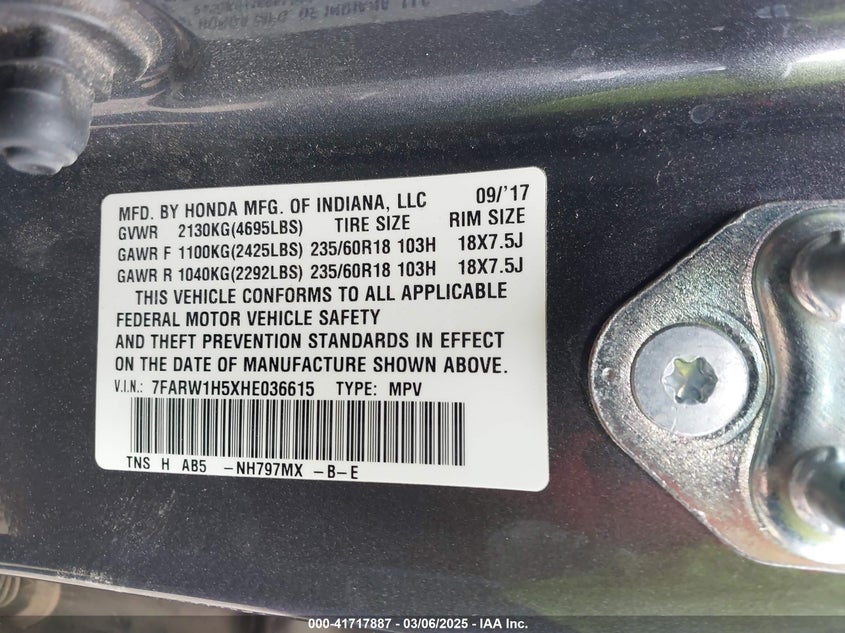 MFD. BY HONDA MFG. OF INDIANA, LLC 09/'17
GVWR 2130KG(4695LBS) TIRE SIZE RIM SIZE
GAWR F 1100KG(2425LBS) 235/60R18 103H 18X7.5J
GAWR R 1040KG(2292LBS) 235/60R18 103H 18X7.5J
THIS VEHICLE CONFORMS TO ALL APPLICABLE
FEDERAL MOTOR VEHICLE SAFETY
AND THEFT PREVENTION STANDARDS IN EFFECT
ON THE DATE OF MANUFACTURE SHOWN ABOVE.
V.I.N.: 7FARW1H5XHE036615 TYPE: MPV
TNS H AB5 -NH797MX -B-E
000-41717887 - 03/06/2025 - IAA Inc.